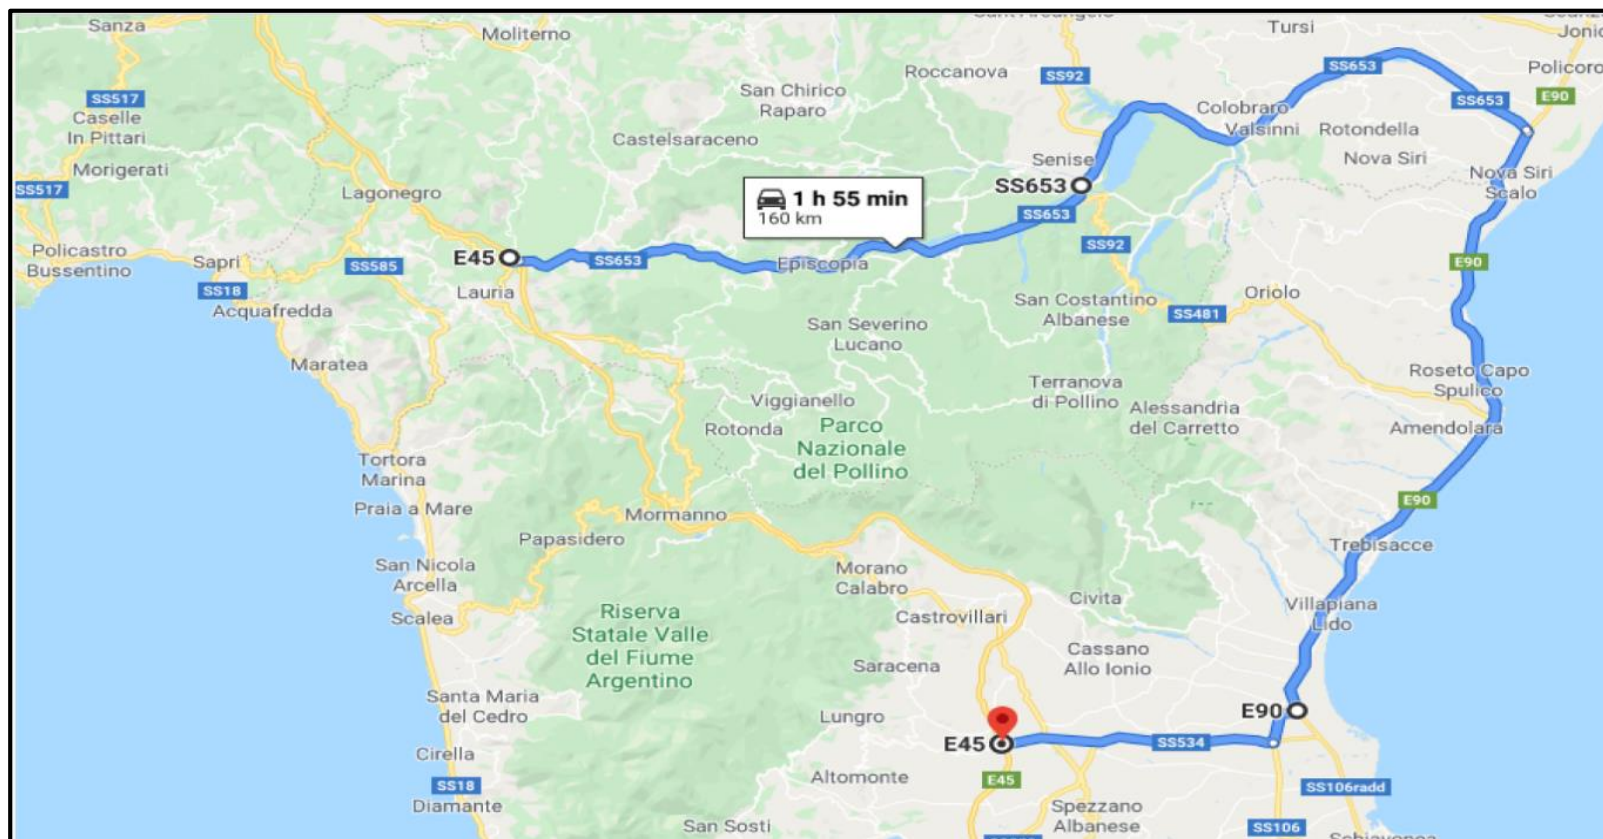 Sanza
Moliterno
Tursi
Roccanova
SS92
SS653
Policoro
SS517
San Chirico
Raparo
SS653
E90
Caselle
In Pittari
Colobraro
Valsinni
Rotondella
Castelsaraceno
Morigerati
Senise
Nova Siri
SS517
Lagonegro
SS653
Nova Siri
Scalo
1 h 55 min
160 km
SS653
Policastro
Bussentino
Sapri
SS585
E45
SS653
Episcopia
SS92
E90
SS18
Lauria
Acquafredda
San Costantino
Albanese
Oriolo
SS481
San Severino
Lucano
Maratea
Roseto Capo
Spulico
Terranova
di Pollino
Viggianello
Alessandria
del Carretto
Rotonda
Parco
Nazionale
del Pollino
Amendolara
Tortora
Marina
E90
Praia a Mare
Mormanno
Papasidero
Trebisacce
San Nicola
Arcella
Morano
Calabro
Civita
Villapiana
Lido
Scalea
Riserva
Statale Valle
del Fiume
Argentino
Castrovillari
Cassano
Allo Ionio
Saracena
Santa Maria
del Cedro
Lungro
E90
E45
SS534
Cirella
Altomonte
E45
SS18
SS106radd
Diamante
Spezzano
Albanese
San Sosti
SS106